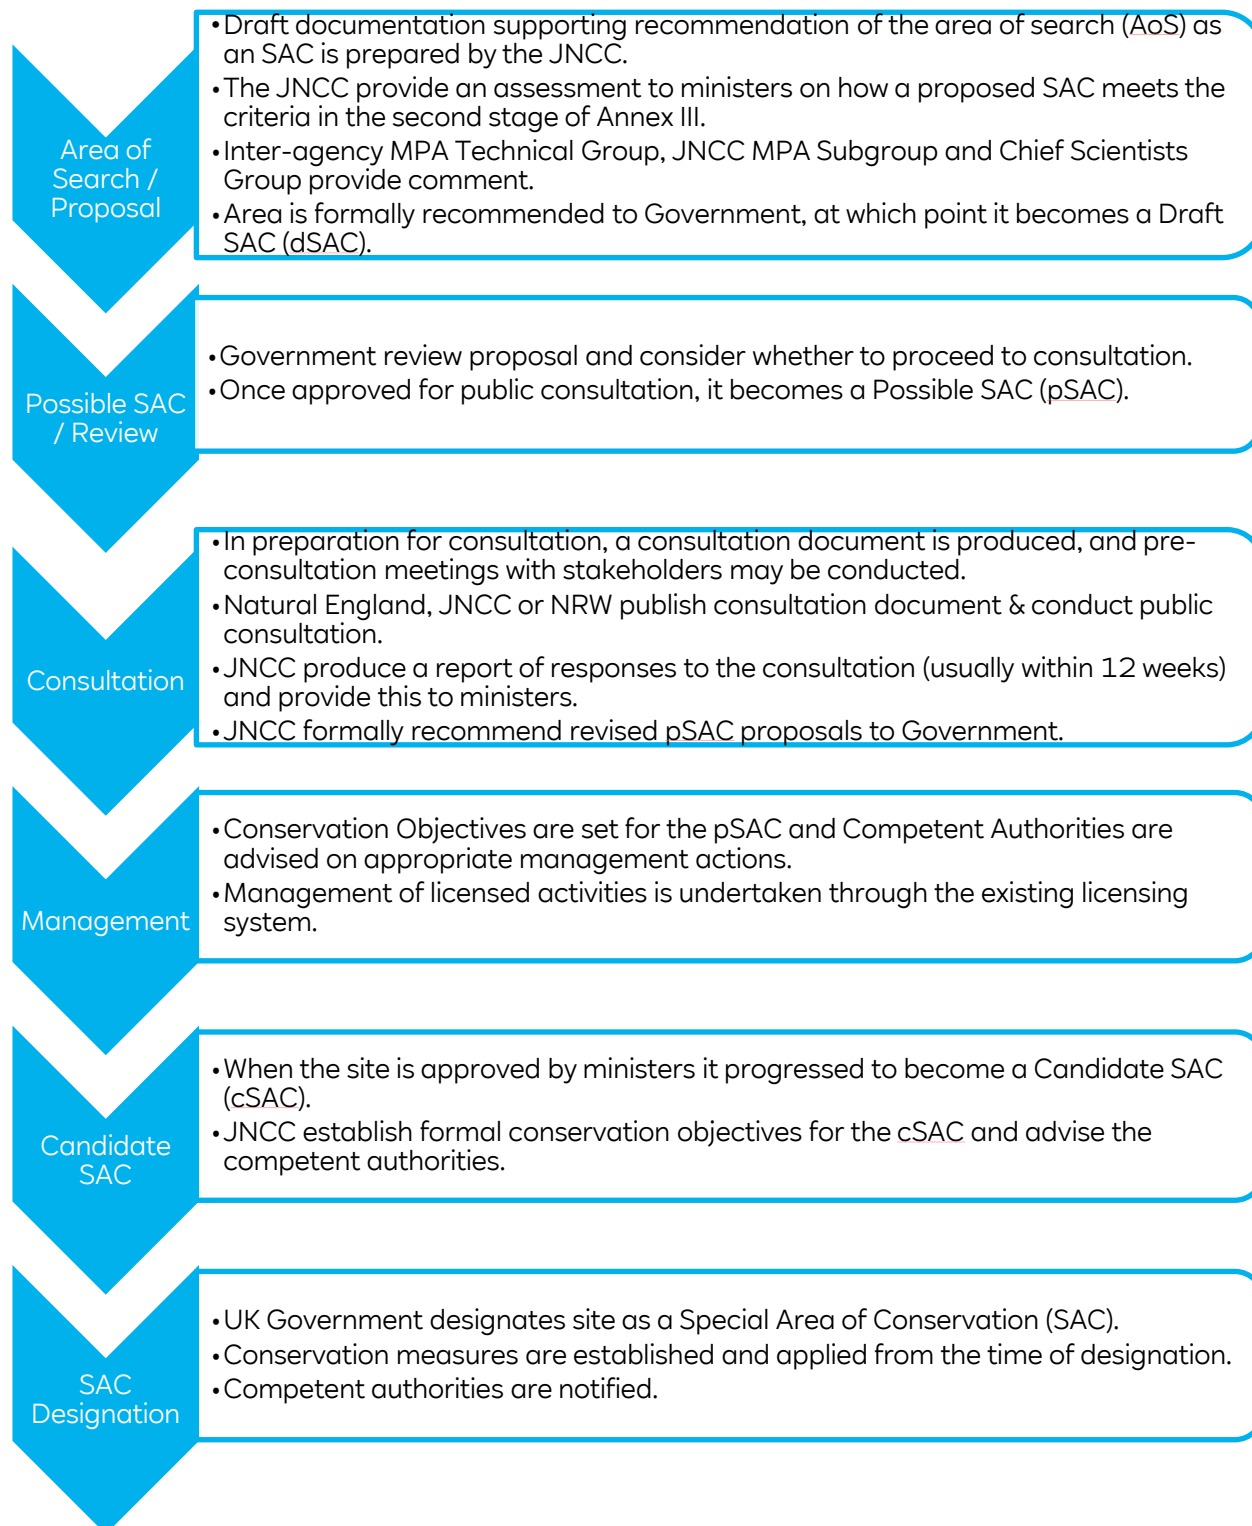 Area of
Search /
Proposal
•Draft documentation supporting recommendation of the area of search (AoS) as
an SAC is prepared by the JNCC.
•The JNCC provide an assessment to ministers on how a proposed SAC meets the
criteria in the second stage of Annex III.
•Inter-agency MPA Technical Group, JNCC MPA Subgroup and Chief Scientists
Group provide comment.
•Area is formally recommended to Government, at which point it becomes a Draft
SAC (dSAC).
Possible SAC
/ Review
•Government review proposal and consider whether to proceed to consultation.
•Once approved for public consultation, it becomes a Possible SAC (pSAC).
Consultation
•In preparation for consultation, a consultation document is produced, and pre-
consultation meetings with stakeholders may be conducted.
•Natural England, JNCC or NRW publish consultation document & conduct public
consultation.
•JNCC produce a report of responses to the consultation (usually within 12 weeks)
and provide this to ministers.
•JNCC formally recommend revised pSAC proposals to Government.
Management
•Conservation Objectives are set for the pSAC and Competent Authorities are
advised on appropriate management actions.
•Management of licensed activities is undertaken through the existing licensing
system.
Candidate
SAC
•When the site is approved by ministers it progressed to become a Candidate SAC
(cSAC).
•JNCC establish formal conservation objectives for the cSAC and advise the
competent authorities.
SAC
Designation
•UK Government designates site as a Special Area of Conservation (SAC).
•Conservation measures are established and applied from the time of designation.
•Competent authorities are notified.